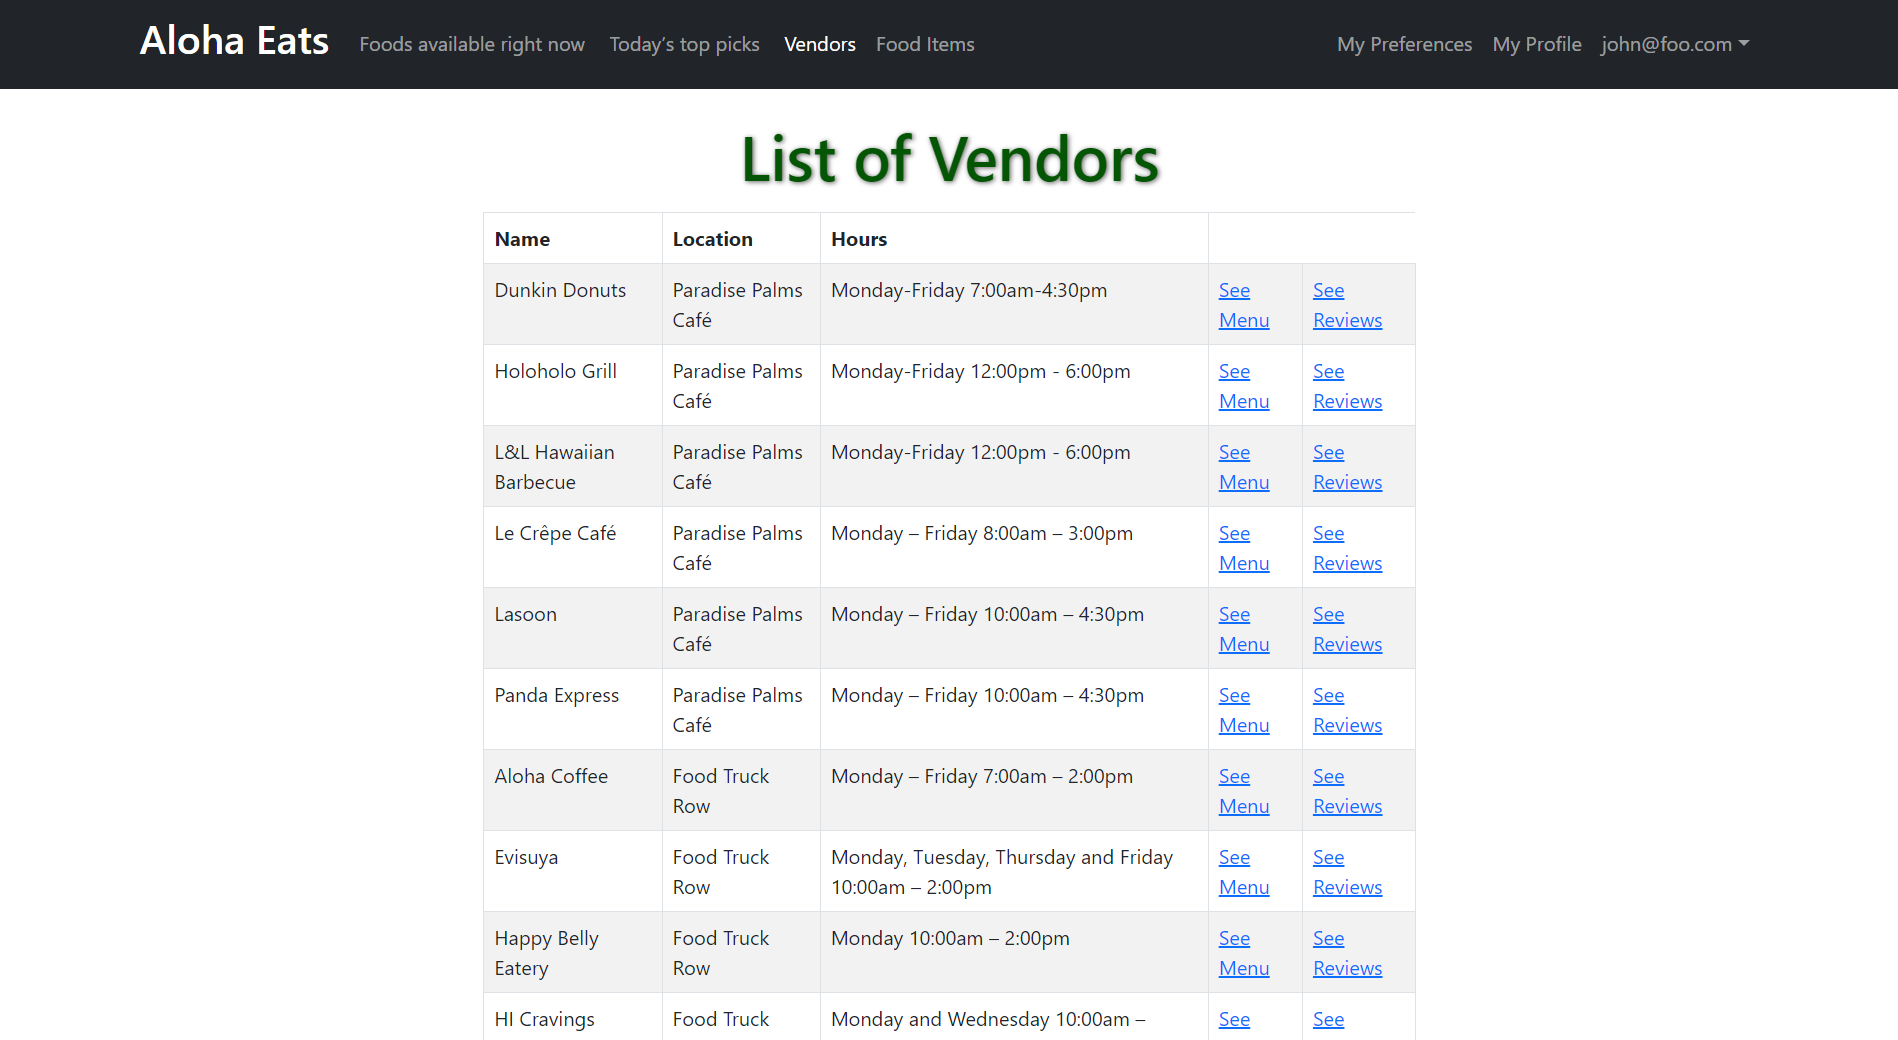 Aloha Eats Foods available right now Today's top picks Vendors Food Items My Preferences My Profile john@foo.com
List of Vendors
Name Location Hours
Dunkin Donuts Paradise Palms Monday-Friday 7:00am-4:30pm See See
Café Menu Reviews
Holoholo Grill Paradise Palms Monday-Friday 12:00pm - 6:00pm See See
Café Menu Reviews
L&L Hawaiian Paradise Palms Monday-Friday 12:00pm - 6:00pm See See
Barbecue Café Menu Reviews
Le Crêpe Café Paradise Palms Monday – Friday 8:00am – 3:00pm See See
Café Menu Reviews
Lasoon Paradise Palms Monday – Friday 10:00am – 4:30pm See See
Café Menu Reviews
Panda Express Paradise Palms Monday – Friday 10:00am – 4:30pm See See
Café Menu Reviews
Aloha Coffee Food Truck Monday – Friday 7:00am – 2:00pm See See
Row Menu Reviews
Evisuya Food Truck Monday, Tuesday, Thursday and Friday See See
Row 10:00am – 2:00pm Menu Reviews
Happy Belly Food Truck Monday 10:00am – 2:00pm See See
Eatery Row Menu Reviews
HI Cravings Food Truck Monday and Wednesday 10:00am – See See